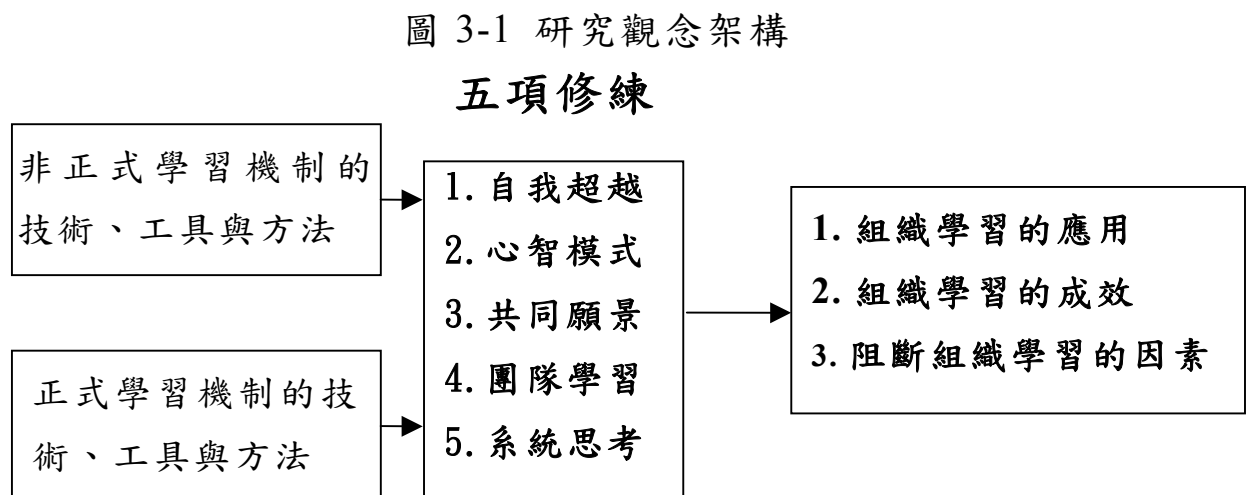 圖 3-1 研究觀念架構
五項修練
非正式學習機制的
技術、工具與方法
正式學習機制的技
術、工具與方法
1. 自我超越
2. 心智模式
3. 共同願景
4. 團隊學習
5. 系統思考
1. 組織學習的應用
2. 組織學習的成效
3. 阻斷組織學習的因素